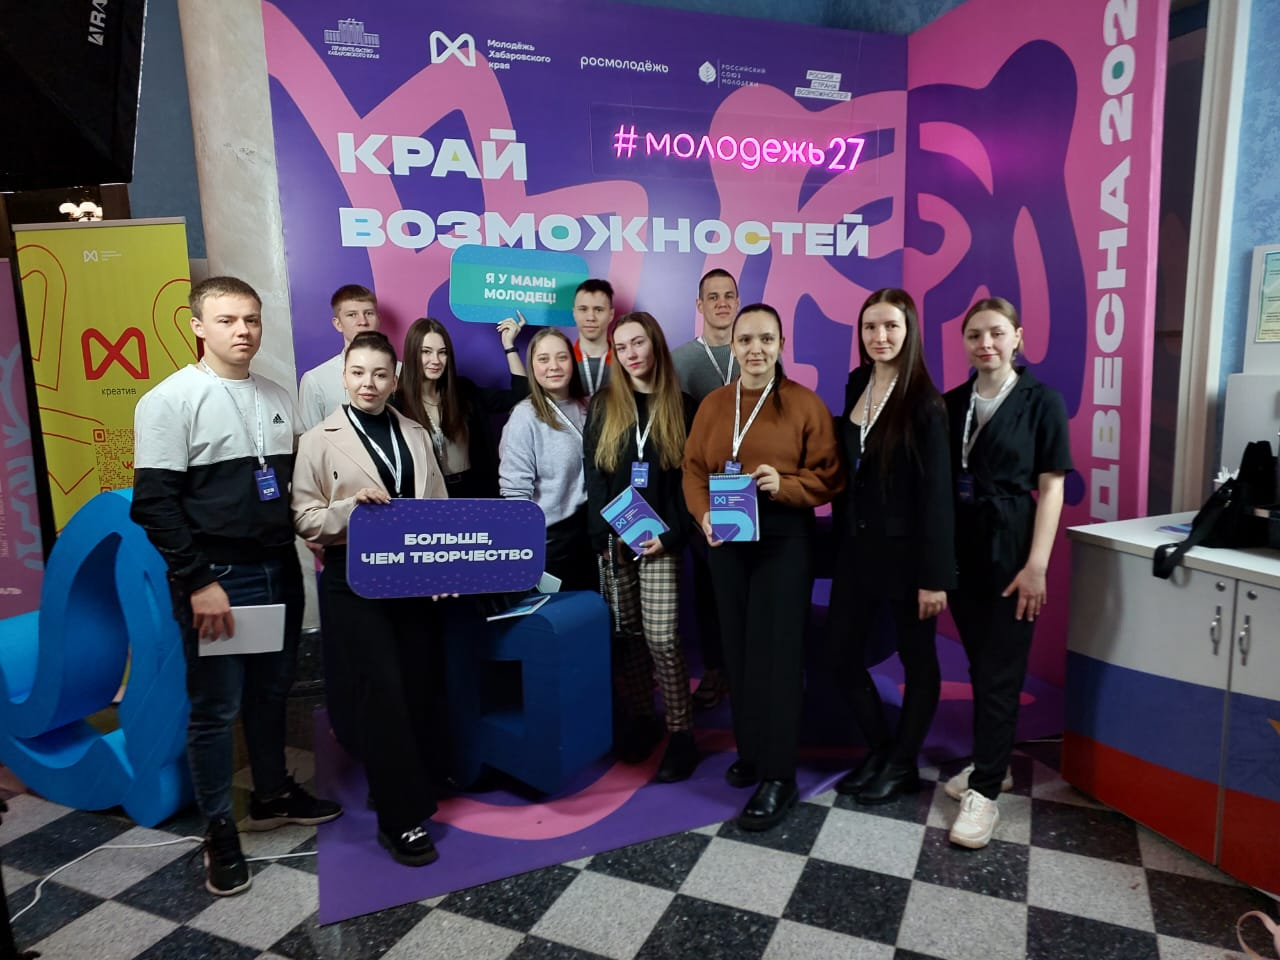 ПРАВИТЕЛЬСТВО
ХАБАРОВСКОГО КРАЯ
Молодёжь
Хабаровского
края
росмолодёжь
РОССИЙСКИЙ
СОЮЗ
МОЛОДЕЖИ
РОССИЯ –
СТРАНА
ВОЗМОЖНОСТЕЙ
#молодежь27
КРАЙ
ВОЗМОЖНОСТЕЙ
Я У МАМЫ
МОЛОДЕЦ!
БОЛЬШЕ,
ЧЕМ ТВОРЧЕСТВО
креатив
ДВЕСНА 202